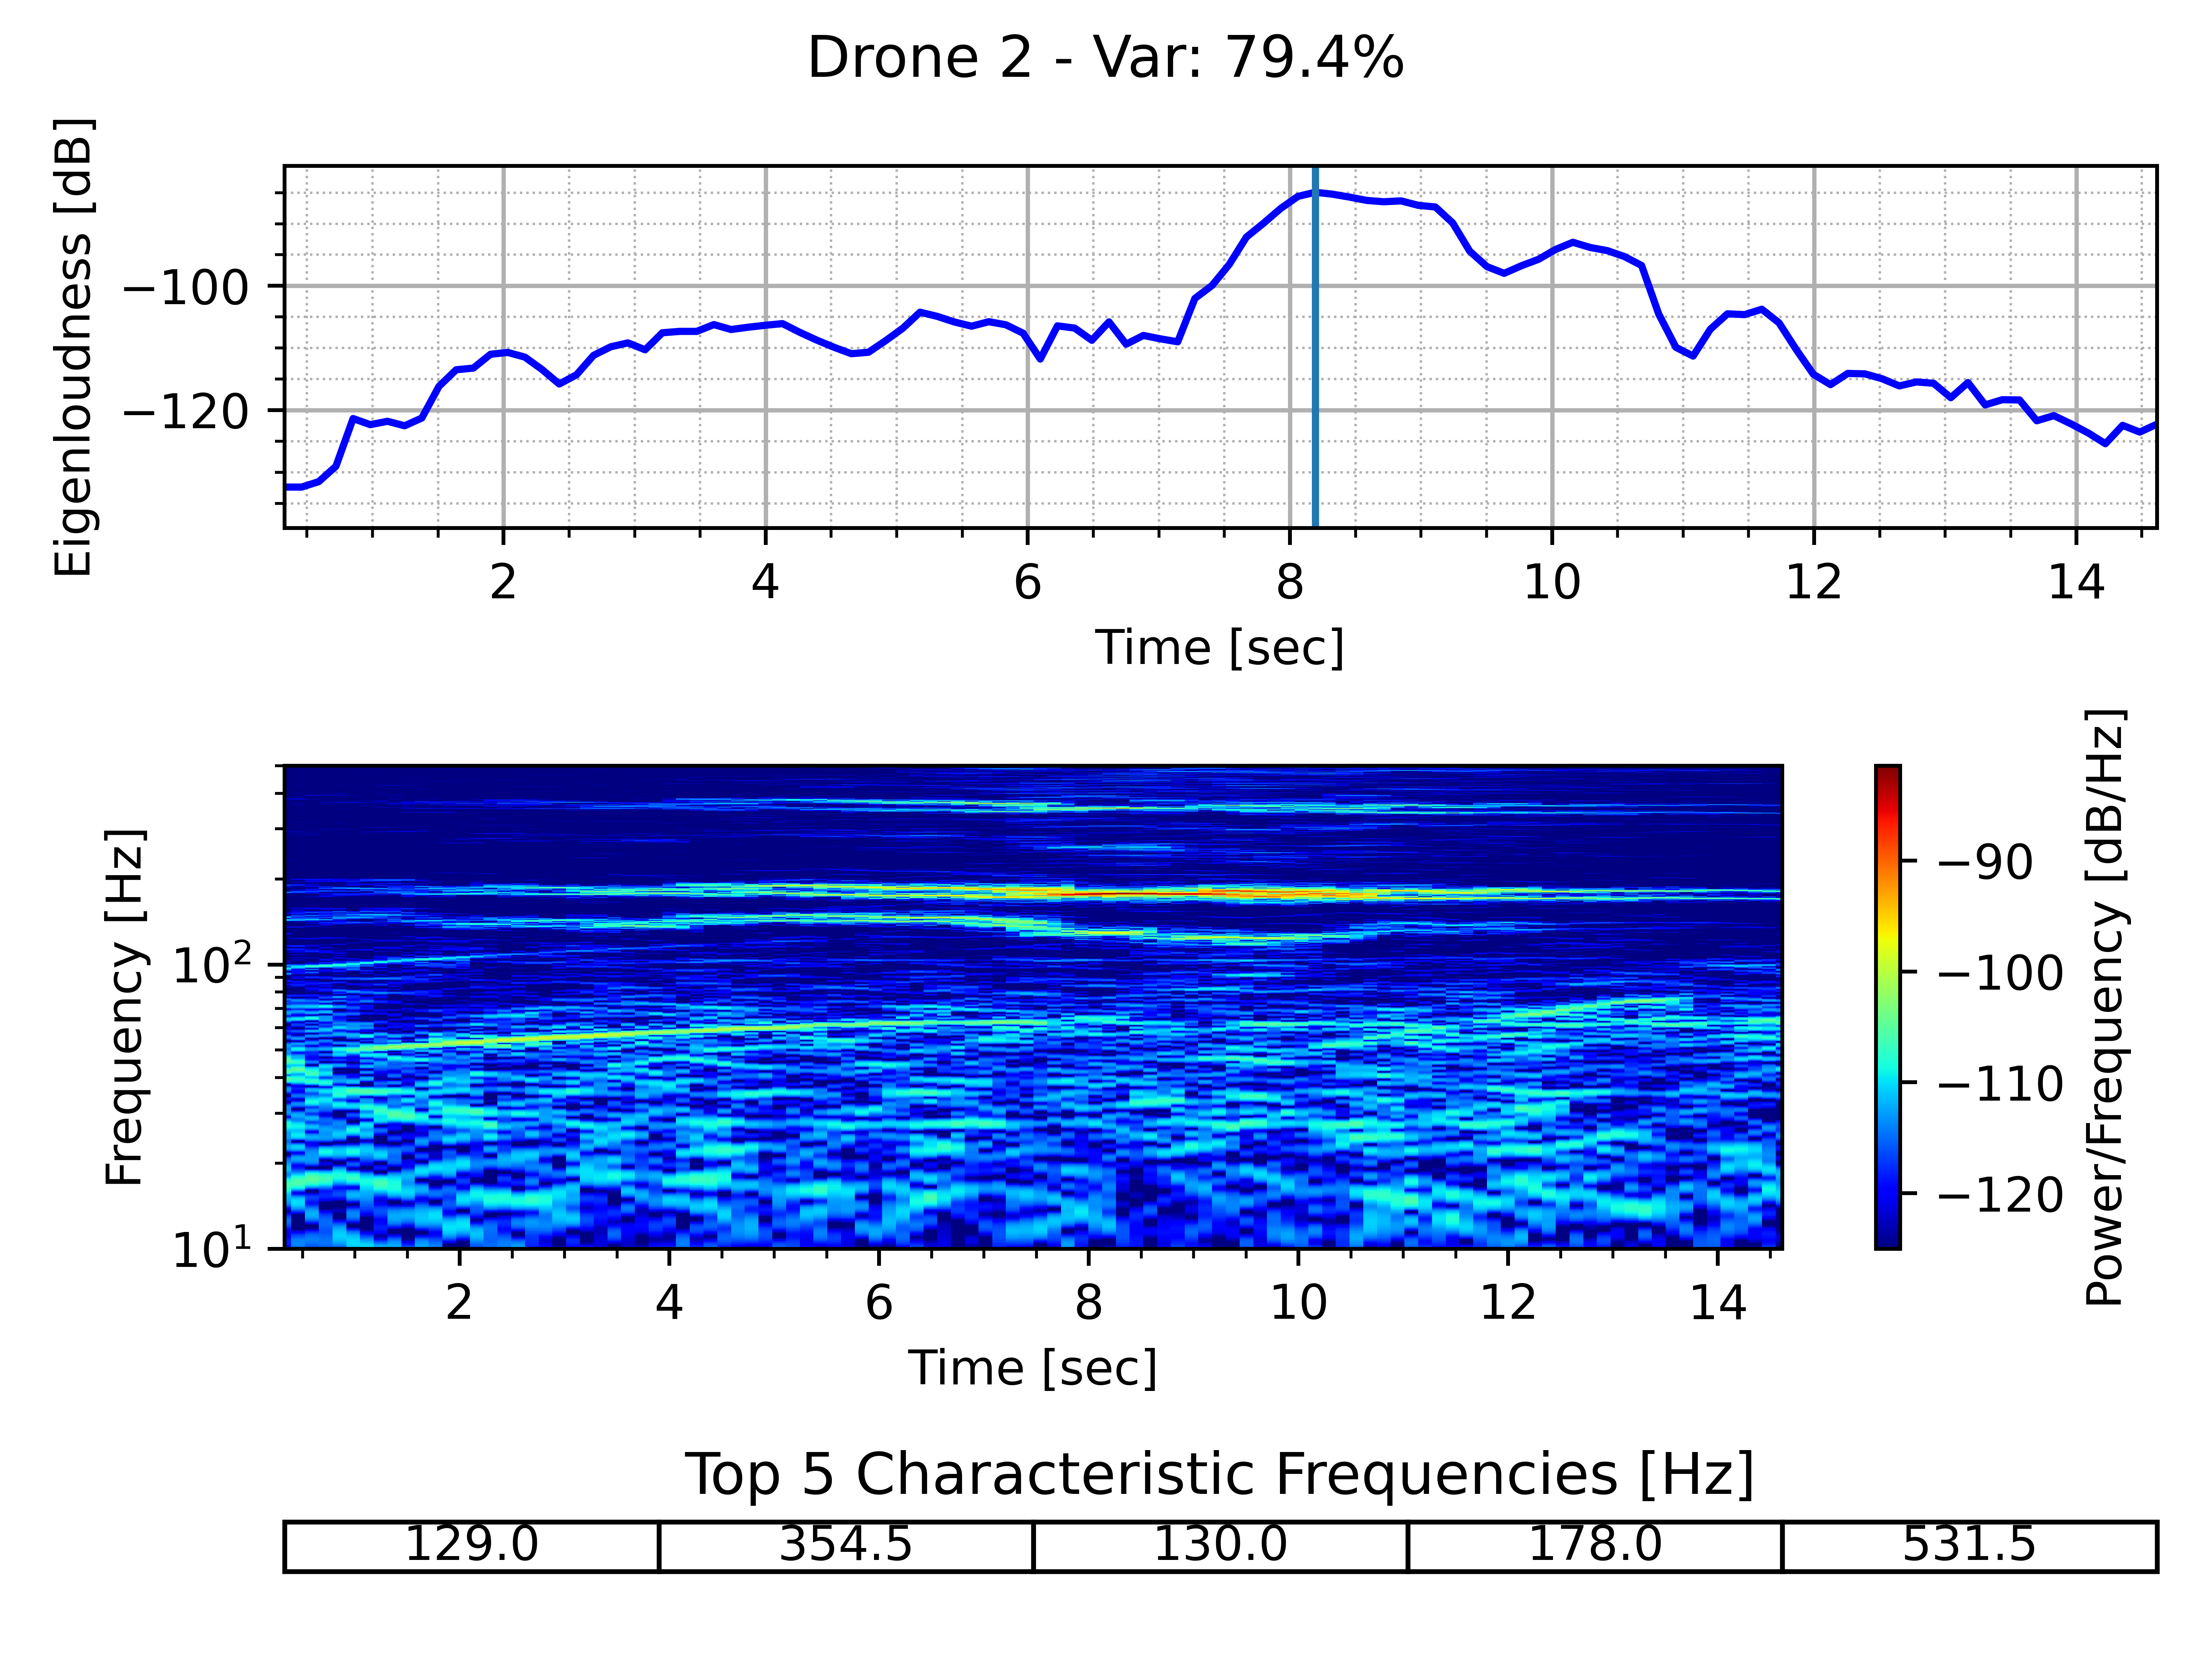 Drone 2 - Var: 79.4%
Eigenloudness [dB]
−100
−120
2 4 6 8 10 12 14
Time [sec]
Frequency [Hz]
10²
10¹
2 4 6 8 10 12 14
Time [sec]
−90
−100
−110
−120
Power/Frequency [dB/Hz]
Top 5 Characteristic Frequencies [Hz]
129.0 354.5 130.0 178.0 531.5